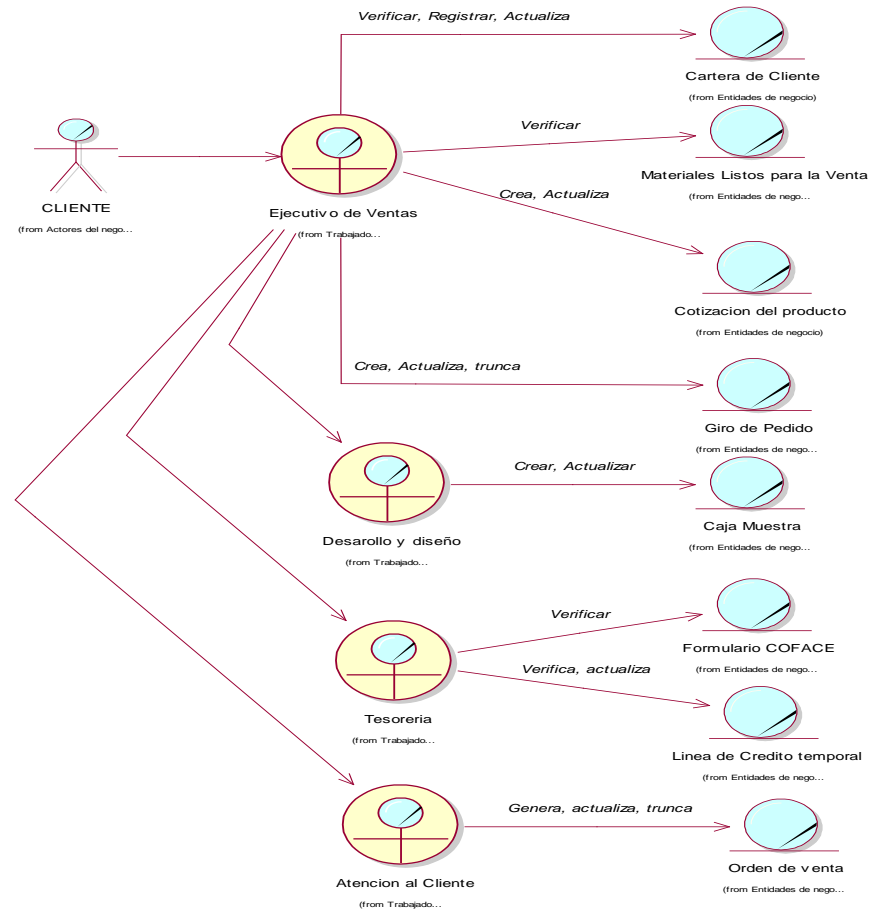 Verificar, Registrar, Actualiza
Cartera de Cliente
(from Entidades de negocio)
Verificar
Materiales Listos para la Venta
(from Entidades de nego...
CLIENTE
(from Actores del nego...
Ejecutivo de Ventas
(from Trabajado...
Crea, Actualiza
Cotizacion del producto
(from Entidades de negocio)
Crea, Actualiza, trunca
Giro de Pedido
(from Entidades de nego...
Crear, Actualizar
Desarollo y diseño
(from Trabajado...
Caja Muestra
(from Entidades de nego...
Verificar
Formulario COFACE
(from Entidades de nego...
Verifica, actualiza
Tesoreria
(from Trabajado...
Linea de Credito temporal
(from Entidades de nego...
Genera, actualiza, trunca
Atencion al Cliente
(from Trabajado...
Orden de venta
(from Entidades de nego...